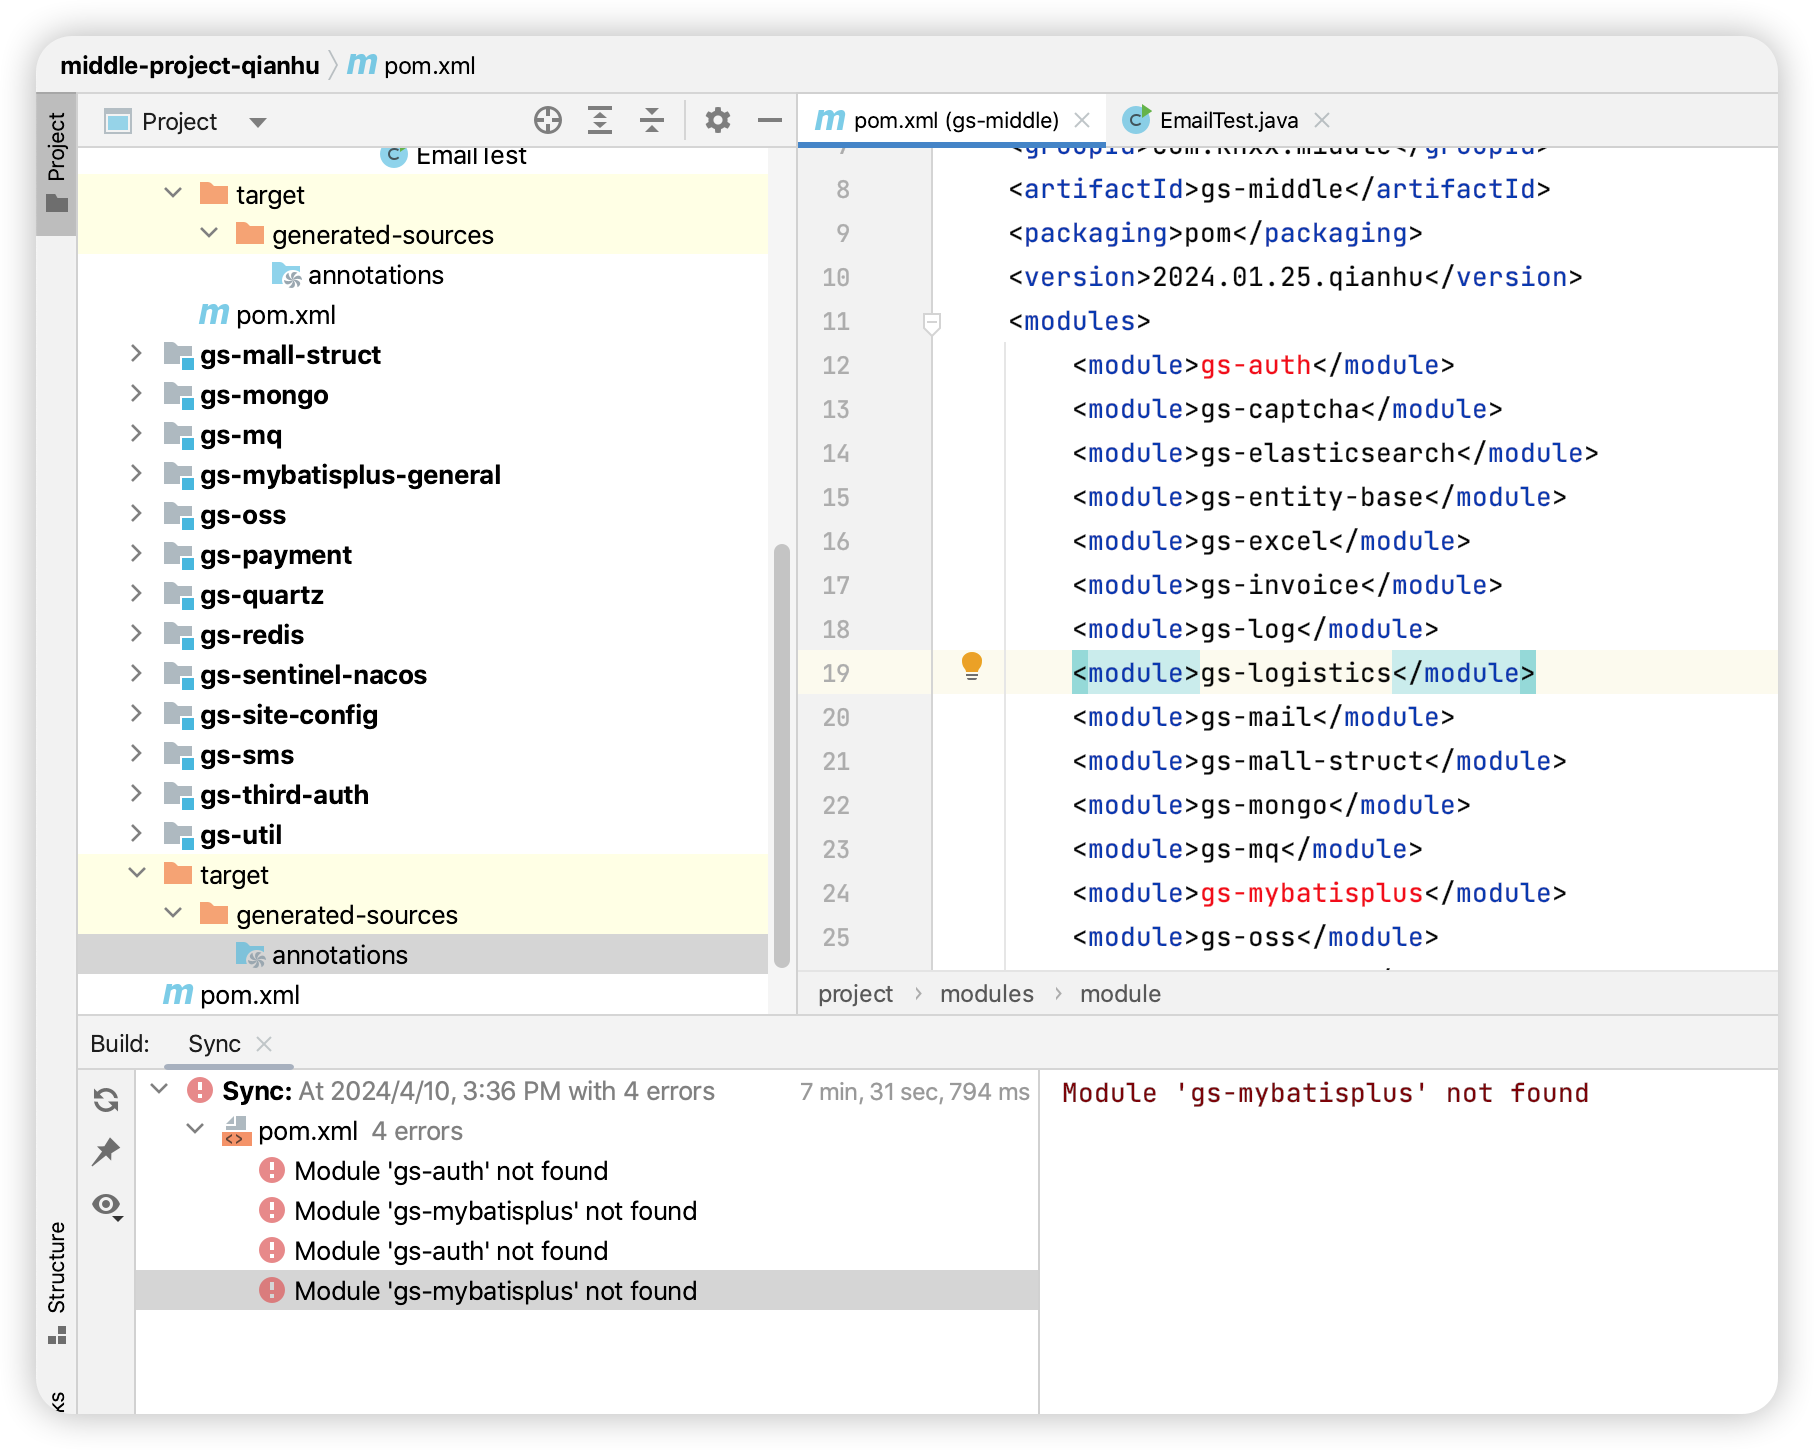 middle-project-qianhu pom.xml
Project
Project
EmailTest
target
generated-sources
annotations
pom.xml
gs-mall-struct
gs-mongo
gs-mq
gs-mybatisplus-general
gs-oss
gs-payment
gs-quartz
gs-redis
gs-sentinel-nacos
gs-site-config
gs-sms
gs-third-auth
gs-util
target
generated-sources
annotations
pom.xml
pom.xml (gs-middle)
EmailTest.java
8 <artifactId>gs-middle</artifactId>
9 <packaging>pom</packaging>
10 <version>2024.01.25.qianhu</version>
11 <modules>
12 <module>gs-auth</module>
13 <module>gs-captcha</module>
14 <module>gs-elasticsearch</module>
15 <module>gs-entity-base</module>
16 <module>gs-excel</module>
17 <module>gs-invoice</module>
18 <module>gs-log</module>
19 <module>gs-logistics</module>
20 <module>gs-mail</module>
21 <module>gs-mall-struct</module>
22 <module>gs-mongo</module>
23 <module>gs-mq</module>
24 <module>gs-mybatisplus</module>
25 <module>gs-oss</module>
project › modules › module
Build: Sync
Sync: At 2024/4/10, 3:36 PM with 4 errors 7 min, 31 sec, 794 ms
pom.xml 4 errors
Module 'gs-auth' not found
Module 'gs-mybatisplus' not found
Module 'gs-auth' not found
Module 'gs-mybatisplus' not found
Module 'gs-mybatisplus' not found
Structure